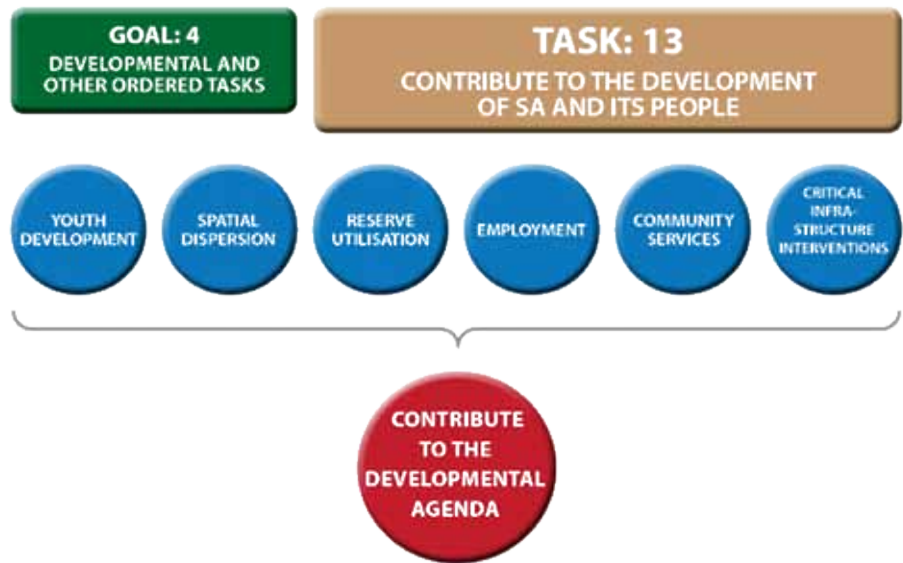 GOAL: 4
DEVELOPMENTAL AND
OTHER ORDERED TASKS
TASK: 13
CONTRIBUTE TO THE DEVELOPMENT
OF SA AND ITS PEOPLE
YOUTH
DEVELOPMENT
SPATIAL
DISPERSION
RESERVE
UTILISATION
EMPLOYMENT
COMMUNITY
SERVICES
CRITICAL
INFRA-
STRUCTURE
INTERVENTIONS
CONTRIBUTE
TO THE
DEVELOPMENTAL
AGENDA